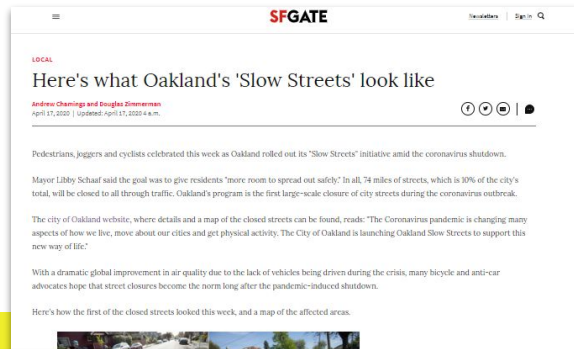 SFGATE
Newsletters | Sign In
LOCAL
Here's what Oakland's 'Slow Streets' look like
Andrew Chamings and Douglas Zimmerman
April 17, 2020 | Updated: April 17, 2020 4 a.m.
Pedestrians, joggers and cyclists celebrated this week as Oakland rolled out its "Slow Streets" initiative amid the coronavirus shutdown.
Mayor Libby Schaaf said the goal was to give residents "more room to spread out safely." In all, 74 miles of streets, which is 10% of the city's
total, will be closed to all through traffic. Oakland's program is the first large-scale closure of city streets during the coronavirus outbreak.
The city of Oakland website, where details and a map of the closed streets can be found, reads: "The Coronavirus pandemic is changing many
aspects of how we live, move about our cities and get physical activity. The City of Oakland is launching Oakland Slow Streets to support this
new way of life."
With a dramatic global improvement in air quality due to the lack of vehicles being driven during the crisis, many bicycle and anti-car
advocates hope that street closures become the norm long after the pandemic-induced shutdown.
Here's how the first of the closed streets looked this week, and a map of the affected areas.